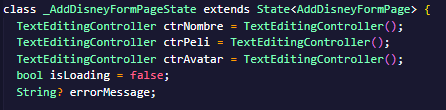 class _AddDisneyFormPageState extends State<AddDisneyFormPage> {
TextEditingController ctrNombre = TextEditingController();
TextEditingController ctrPeli = TextEditingController();
TextEditingController ctrAvatar = TextEditingController();
bool isLoading = false;
String? errorMessage;